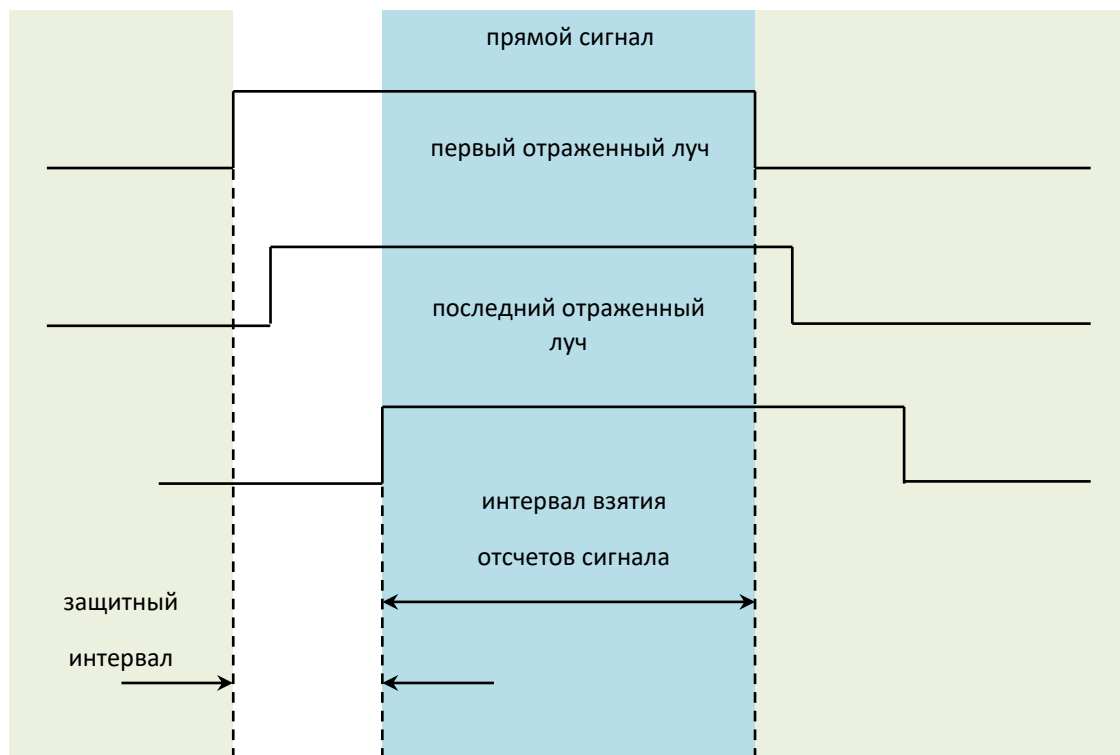 прямой сигнал
первый отраженный луч
последний отраженный
луч
интервал взятия
отсчетов сигнала
защитный
интервал